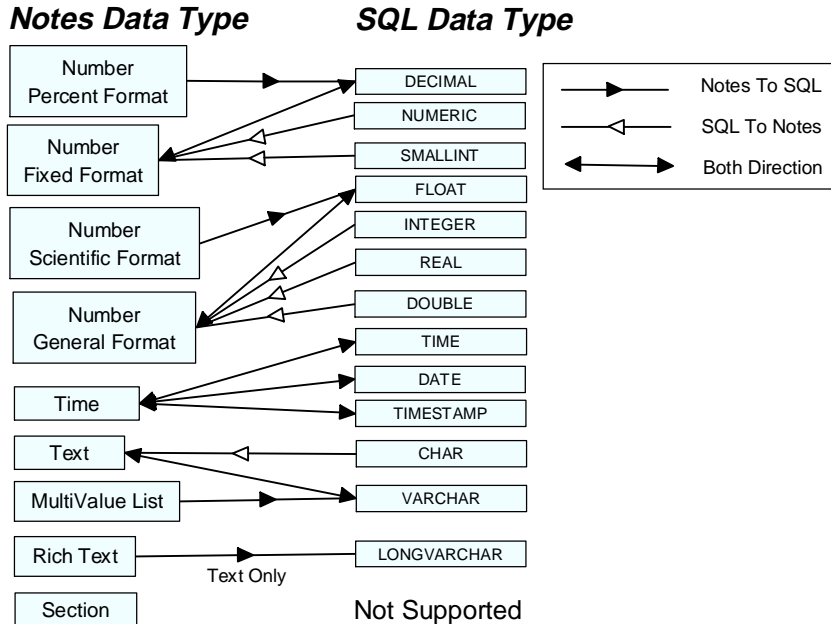 Notes Data Type
SQL Data Type
Number
Percent Format
Number
Fixed Format
Number
Scientific Format
Number
General Format
Time
Text
MultiValue List
Rich Text
Section
Text Only
DECIMAL
NUMERIC
SMALLINT
FLOAT
INTEGER
REAL
DOUBLE
TIME
DATE
TIMESTAMP
CHAR
VARCHAR
LONGVARCHAR
Not Supported
Notes To SQL
SQL To Notes
Both Direction